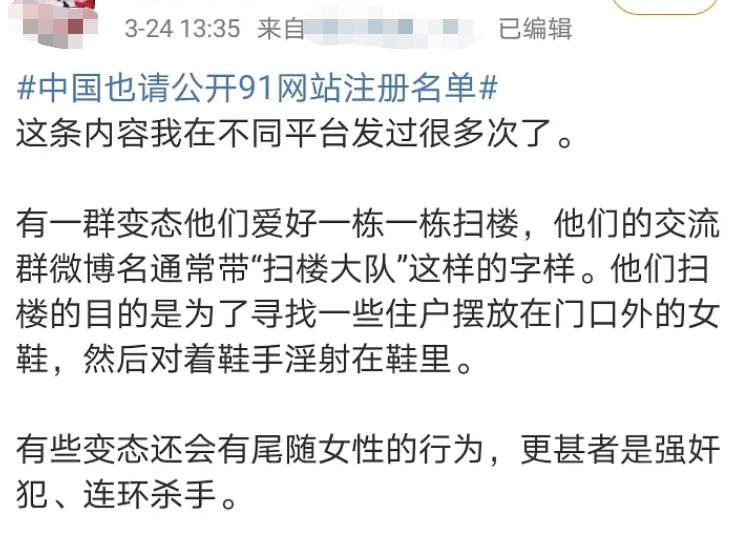 3-24 13:35 来自 已编辑
#中国也请公开91网站注册名单#
这条内容我在不同平台发过很多次了。
有一群变态他们爱好一栋一栋扫楼，他们的交流
群微博名通常带“扫楼大队”这样的字样。他们扫
楼的目的是为了寻找一些住户摆放在门口外的女
鞋，然后对着鞋手淫射在鞋里。
有些变态还会有尾随女性的行为，更甚者是强奸
犯、连环杀手。